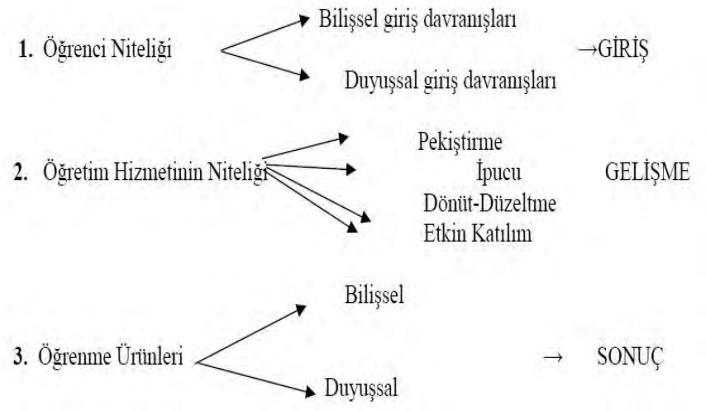 Bilişsel giriş davranışları
1. Öğrenci Niteliği →GİRİŞ
Duyuşsal giriş davranışları
Pekiştirme
2. Öğretim Hizmetinin Niteliği İpucu GELİŞME
Dönüt-Düzeltme
Etkin Katılım
Bilişsel
3. Öğrenme Ürünleri → SONUÇ
Duyuşsal